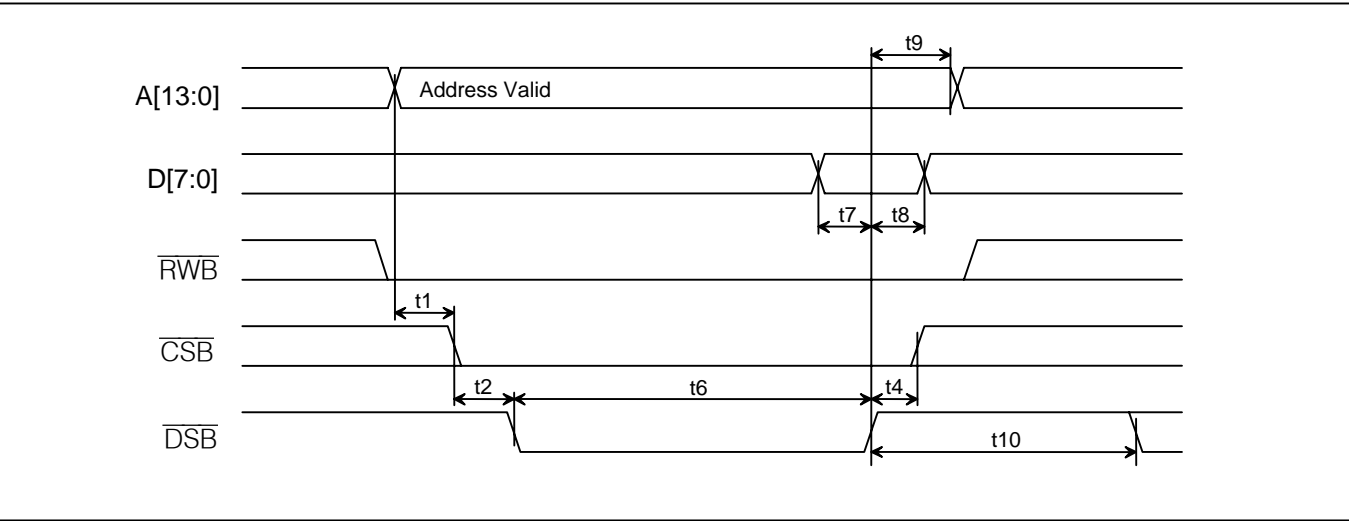 t9
A[13:0]
Address Valid
D[7:0]
t7
t8
RWB
t1
CSB
t2
t6
t4
DSB
t10